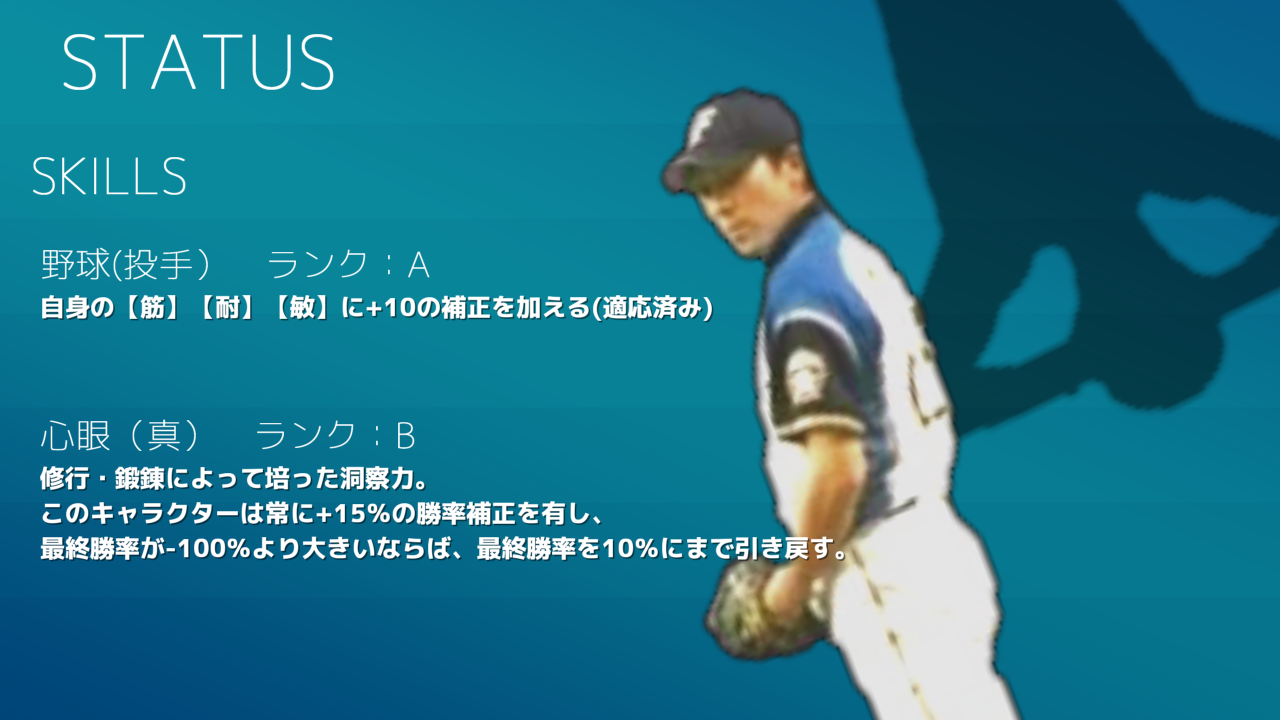 STATUS
SKILLS
野球(投手）　ランク：A
自身の【筋】【耐】【敏】に+10の補正を加える(適応済み)
心眼（真）　ランク：B
修行・鍛錬によって培った洞察力。
このキャラクターは常に+15%の勝率補正を有し、
最終勝率が-100%より大きいならば、最終勝率を10%にまで引き戻す。
F